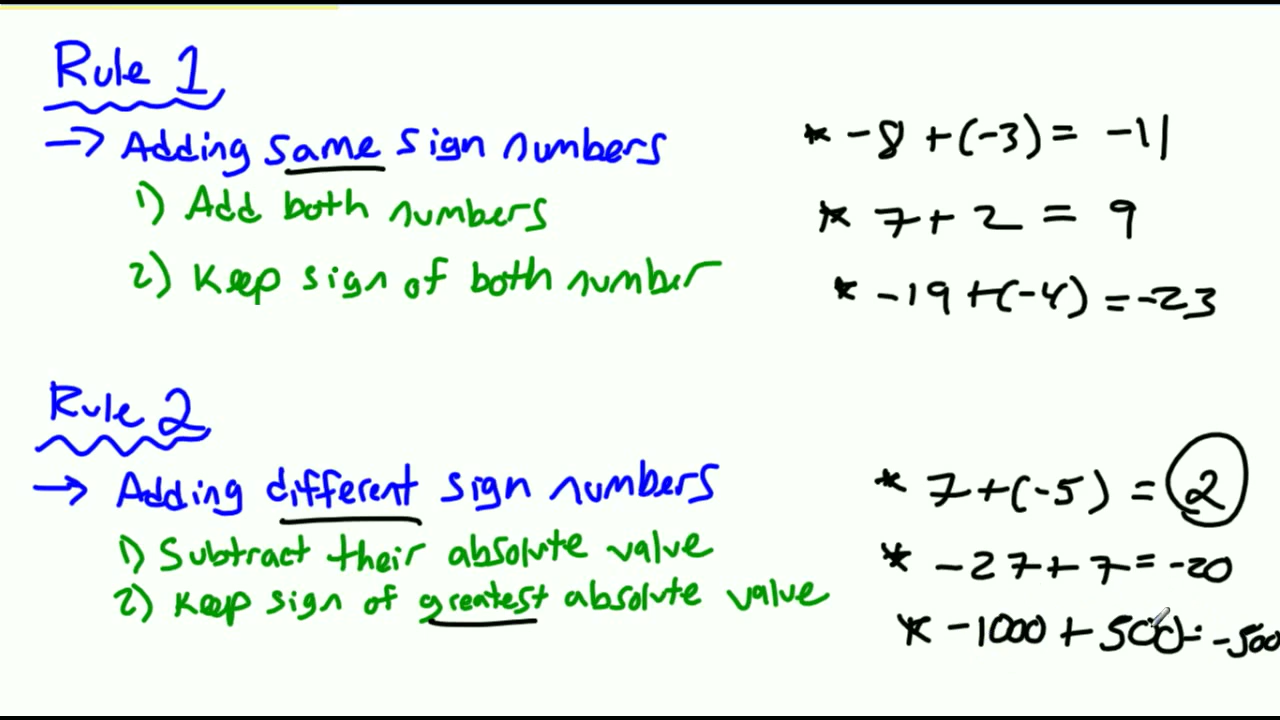 Rule 1
→ Adding same sign numbers
1) Add both numbers
2) Keep sign of both number
* -8 + (-3) = -11
* 7 + 2 = 9
* -19 + (-4) = -23
Rule 2
→ Adding different sign numbers
1) Subtract their absolute value
2) Keep sign of greatest absolute value
* 7 + (-5) = 2
* -27 + 7 = -20
* -1000 + 500 = -500